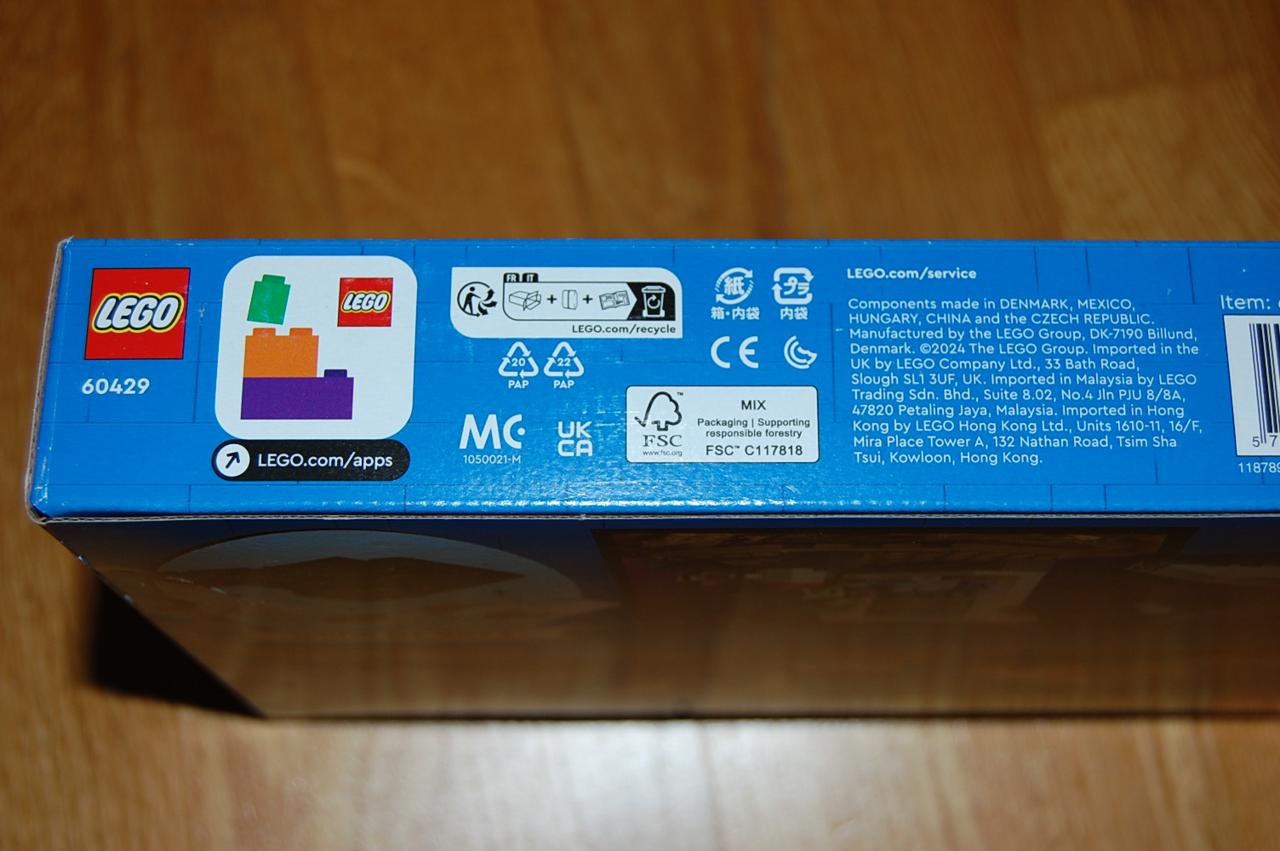 LEGO
60429
LEGO
LEGO.com/apps
FR IT
+ +
LEGO.com/recycle
20
PAP
22
PAP
MC
1050021-M
UK
CA
紙
箱・内袋
プラ
内袋
CE
FSC™
www.fsc.org
MIX
Packaging | Supporting
responsible forestry
FSC™ C117818
LEGO.com/service
Components made in DENMARK, MEXICO,
HUNGARY, CHINA and the CZECH REPUBLIC.
Manufactured by the LEGO Group, DK-7190 Billund,
Denmark. ©2024 The LEGO Group. Imported in the
UK by LEGO Company Ltd., 33 Bath Road,
Slough SL1 3UF, UK. Imported in Malaysia by LEGO
Trading Sdn. Bhd., Suite 8.02, No.4 Jln PJU 8/8A,
47820 Petaling Jaya, Malaysia. Imported in Hong
Kong by LEGO Hong Kong Ltd., Units 1610-11, 16/F,
Mira Place Tower A, 132 Nathan Road, Tsim Sha
Tsui, Kowloon, Hong Kong.
Item:
5 7